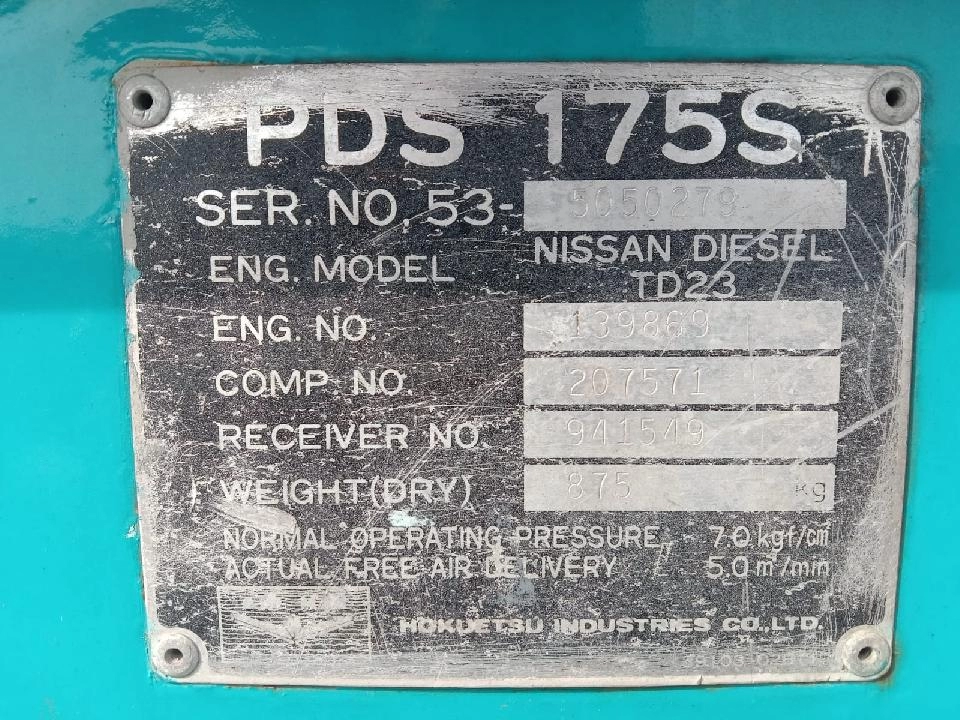 PDS 175S
SER. NO. 53-5050279
ENG. MODEL NISSAN DIESEL
TD23
ENG. NO. 139869
COMP. NO. 207571
RECEIVER NO. 941549
WEIGHT(DRY) 875 kg
NORMAL OPERATING PRESSURE 7.0 kgf/cm²
ACTUAL FREE AIR DELIVERY 5.0 m³/min
HOKUETSU INDUSTRIES CO.,LTD.